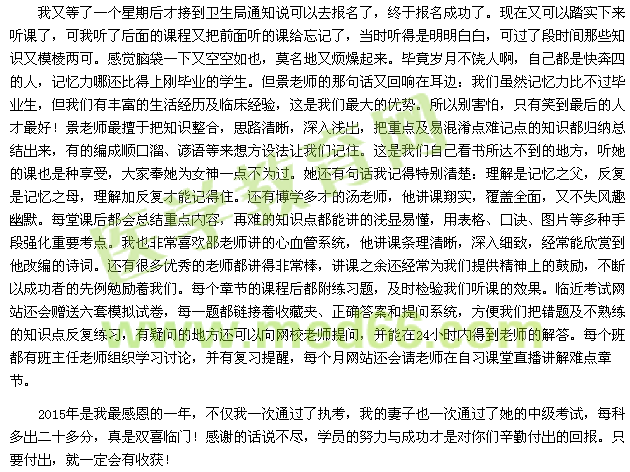 我又等了一个星期后才接到卫生局通知说可以去报名了，终于报名成功了。现在又可以踏实下来
听课了，可我听了后面的课程又把前面听的课给忘记了，当时听得是明明白白，可过了段时间那些知
识又模棱两可。感觉脑袋一下又空空如也，莫名地又烦燥起来。毕竟岁月不饶人啊，自己都是快奔四
的人，记忆力哪还比得上刚毕业的学生。但景老师的那句话又回响在耳边：我们虽然记忆力比不过毕
业生，但我们有丰富的生活经历及临床经验，这是我们最大的优势。所以别害怕，只有笑到最后的人
才最好！景老师最擅于把知识整合，思路清晰，深入浅出，把重点及易混淆点难记点的知识都归纳总
结出来，有的编成顺口溜、谚语等来想方设法让我们记住。这是我们自己看书所达不到的地方，听她
的课也是种享受，大家奉她为女神一点不为过。她还有句话我记得特别清楚：理解是记忆之父，反复
是记忆之母，理解加反复才能记得住。还有博学多才的汤老师，他讲课翔实，覆盖全面，又不失风趣
幽默。每堂课后都会总结重点内容，再难的知识点都能讲的浅显易懂，用表格、口诀、图片等多种手
段强化重要考点。我也非常喜欢邵老师讲的心血管系统，他讲课条理清晰，深入细致，经常能欣赏到
他改编的诗词。还有很多优秀的老师都讲得非常棒，讲课之余还经常为我们提供精神上的鼓励，不断
以成功者的先例勉励着我们。每个章节的课程后都附练习题，及时检验我们听课的效果。临近考试网
站还会赠送六套模拟试卷，每一题都链接着收藏夹、正确答案和提问系统，方便我们把错题及不熟练
的知识点反复练习，有疑问的地方还可以向网校老师提问，并能在24小时内得到老师的解答。每个班
都有班主任老师组织学习讨论，并有复习提醒，每个月网站还会请老师在自习课堂直播讲解难点章
节。
2015年是我最感恩的一年，不仅我一次通过了执考，我的妻子也一次通过了她的中级考试，每科
多出二十多分，真是双喜临门！感谢的话说不尽，学员的努力与成功才是对你们辛勤付出的回报。只
要付出，就一定会有收获！
医学教育网
www.med66.com